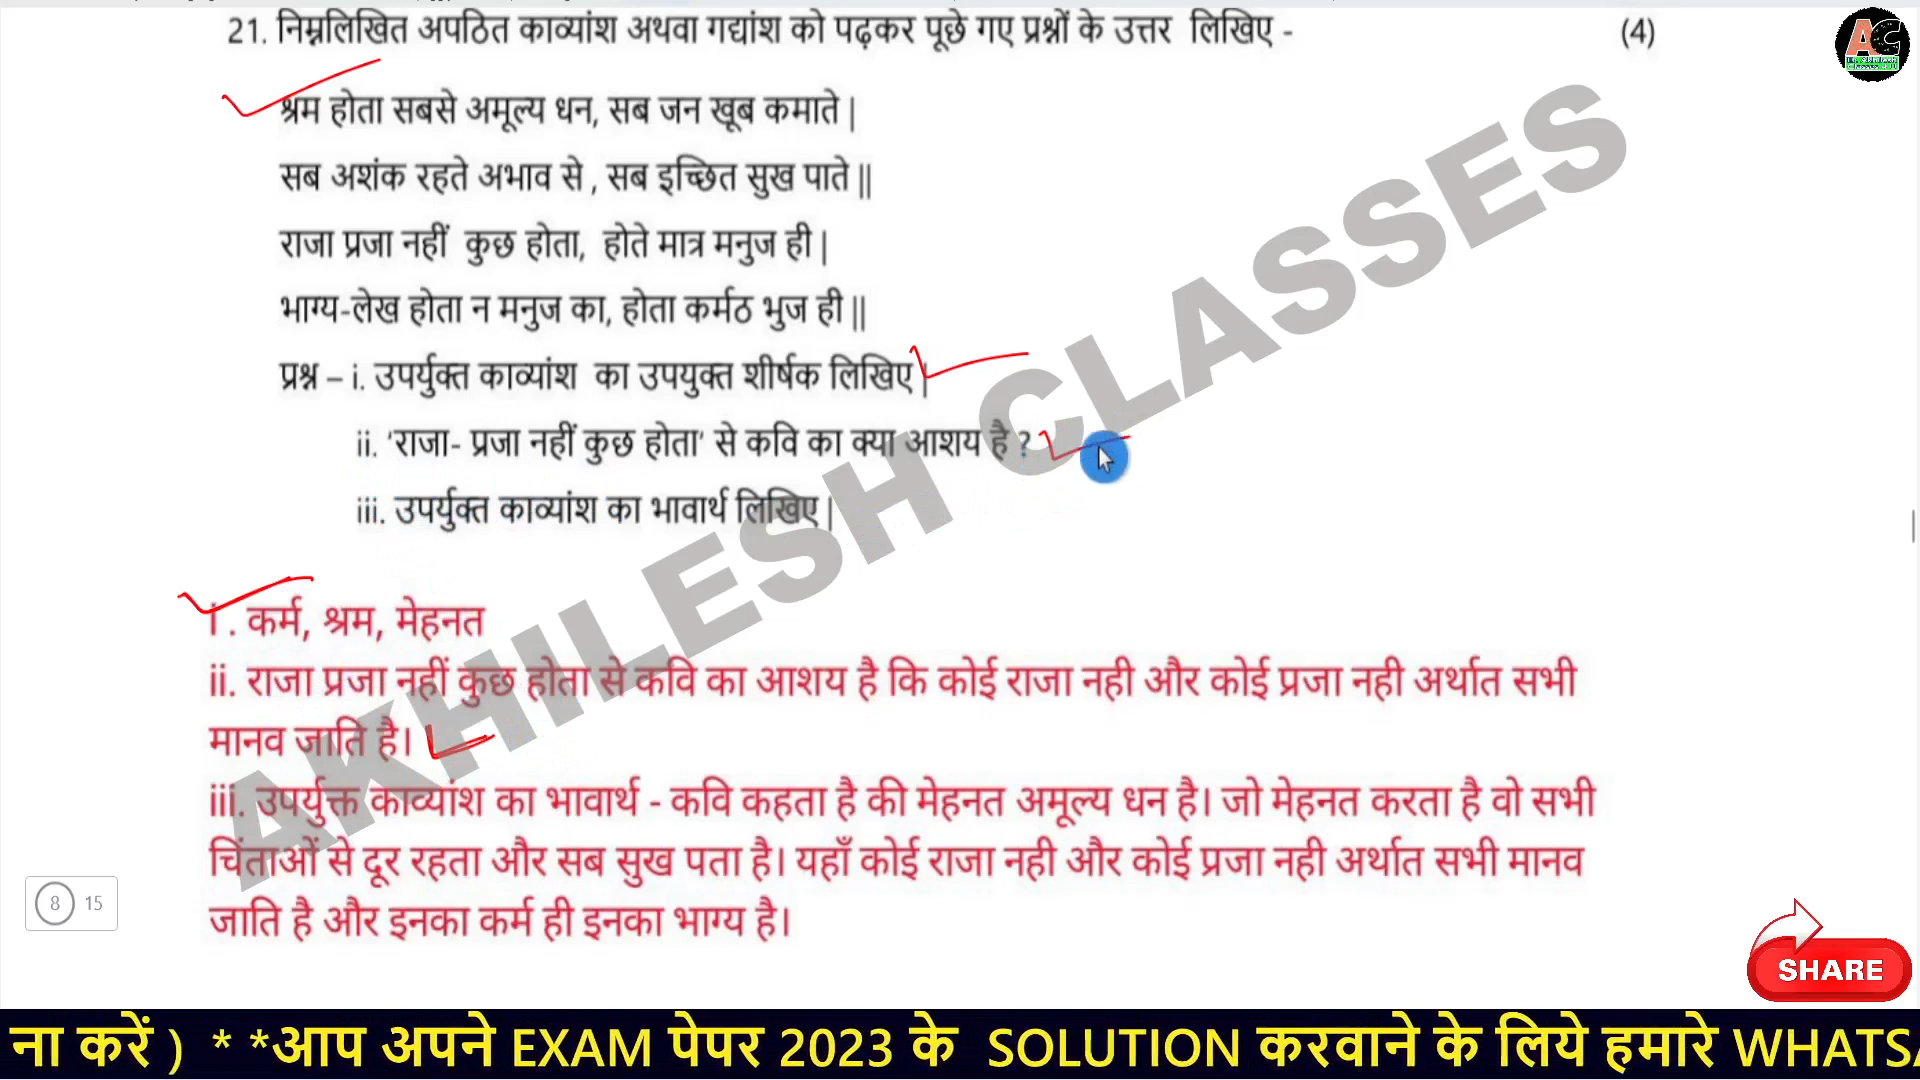 21. निम्नलिखित अपठित काव्यांश अथवा गद्यांश को पढ़कर पूछे गए प्रश्नों के उत्तर लिखिए - (4)
AC
श्रम होता सबसे अमूल्य धन, सब जन खूब कमाते |
सब अशंक रहते अभाव से , सब इच्छित सुख पाते ||
राजा प्रजा नहीं कुछ होता, होते मात्र मनुज ही |
भाग्य-लेख होता न मनुज का, होता कर्मठ भुज ही ||
प्रश्न – i. उपर्युक्त काव्यांश का उपयुक्त शीर्षक लिखिए |
ii. 'राजा- प्रजा नहीं कुछ होता' से कवि का क्या आशय है ?
iii. उपर्युक्त काव्यांश का भावार्थ लिखिए |
AKHILESH CLASSES
i . कर्म, श्रम, मेहनत
ii. राजा प्रजा नहीं कुछ होता से कवि का आशय है कि कोई राजा नही और कोई प्रजा नही अर्थात सभी
मानव जाति है।
iii. उपर्युक्त काव्यांश का भावार्थ - कवि कहता है की मेहनत अमूल्य धन है। जो मेहनत करता है वो सभी
चिंताओं से दूर रहता और सब सुख पता है। यहाँ कोई राजा नही और कोई प्रजा नही अर्थात सभी मानव
जाति है और इनका कर्म ही इनका भाग्य है।
8 15
SHARE
ना करें ) * *आप अपने EXAM पेपर 2023 के SOLUTION करवाने के लिये हमारे WHATSA